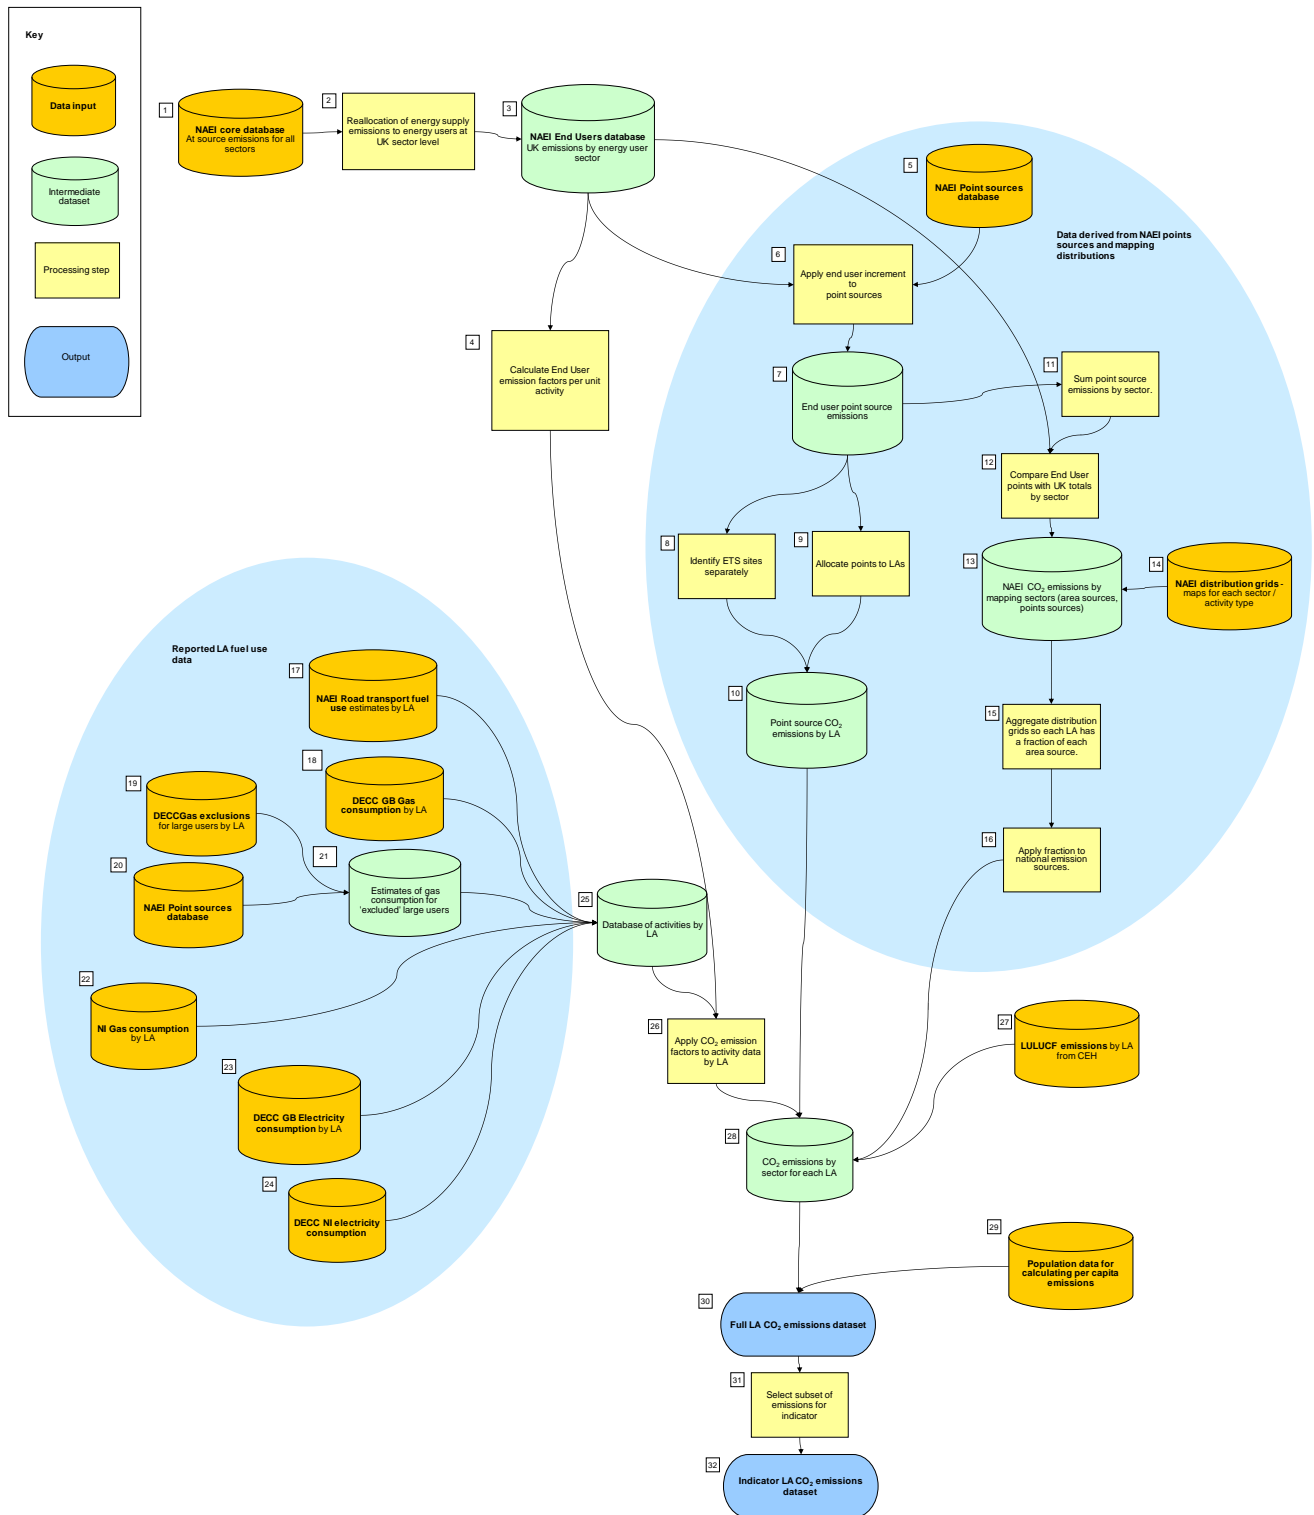 Key
Data input
Intermediate
dataset
Processing step
Output
1
NAEI core database
At source emissions for all
sectors
2
Reallocation of energy supply
emissions to energy users at
UK sector level
3
NAEI End Users database
UK emissions by energy user
sector
4
Calculate End User
emission factors per unit
activity
5
NAEI Point sources
database
Data derived from NAEI points
sources and mapping
distributions
6
Apply end user increment
to
point sources
7
End user point source
emissions
8
Identify ETS sites
separately
9
Allocate points to LAs
10
Point source CO₂
emissions by LA
11
Sum point source
emissions by sector.
12
Compare End User
points with UK totals
by sector
13
NAEI CO₂ emissions by
mapping sectors (area sources,
points sources)
14
NAEI distribution grids -
maps for each sector /
activity type
15
Aggregate distribution
grids so each LA has
a fraction of each
area source.
16
Apply fraction to
national emission
sources.
Reported LA fuel use
data
17
NAEI Road transport fuel
use estimates by LA
18
DECC GB Gas
consumption by LA
19
DECCGas exclusions
for large users by LA
20
NAEI Point sources
database
21
Estimates of gas
consumption for
'excluded' large users
22
NI Gas consumption
by LA
23
DECC GB Electricity
consumption by LA
24
DECC NI electricity
consumption
25
Database of activities by
LA
26
Apply CO₂ emission
factors to activity data
by LA
27
LULUCF emissions by LA
from CEH
28
CO₂ emissions by
sector for each LA
29
Population data for
calculating per capita
emissions
30
Full LA CO₂ emissions dataset
31
Select subset of
emissions for
indicator
32
Indicator LA CO₂ emissions
dataset